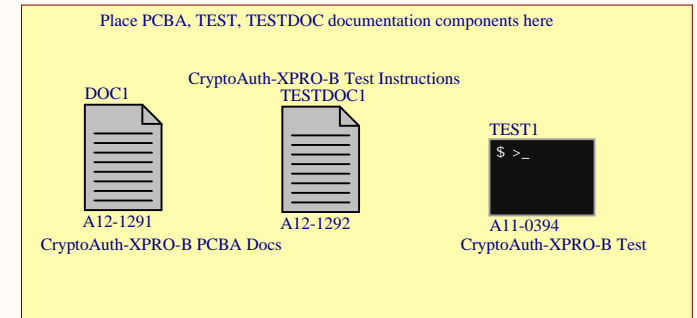 Place PCBA, TEST, TESTDOC documentation components here
CryptoAuth-XPRO-B Test Instructions
DOC1
TESTDOC1
TEST1
$ >_
A12-1291
A12-1292
A11-0394
CryptoAuth-XPRO-B PCBA Docs
CryptoAuth-XPRO-B Test